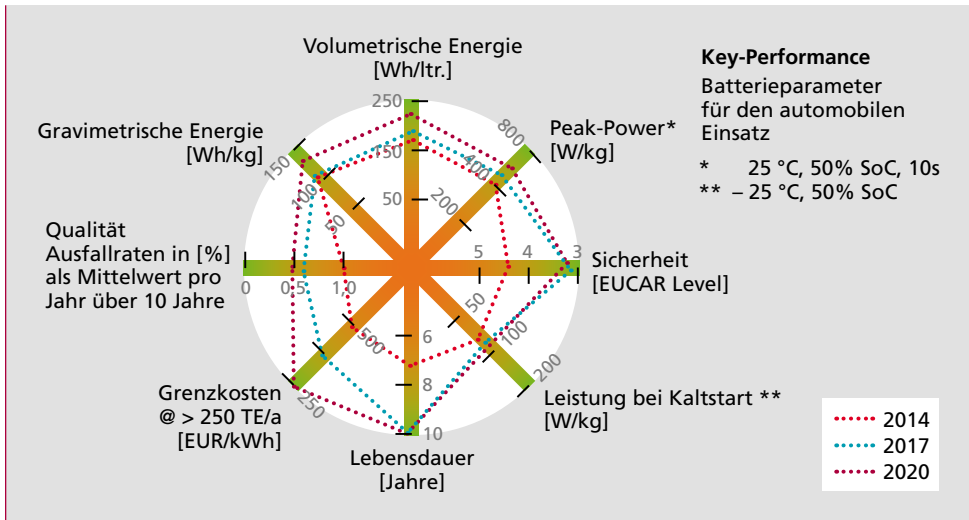 Volumetrische Energie
[Wh/ltr.]
250
150
50
Peak-Power*
[W/kg]
800
400
200
Sicherheit
[EUCAR Level]
5
4
3
Leistung bei Kaltstart **
[W/kg]
50
100
200
Lebensdauer
[Jahre]
6
8
10
Grenzkosten
@ > 250 TE/a
[EUR/kWh]
500
250
Qualität
Ausfallraten in [%]
als Mittelwert pro
Jahr über 10 Jahre
0
0,5
1,0
Gravimetrische Energie
[Wh/kg]
150
100
50
Key-Performance
Batterieparameter
für den automobilen
Einsatz
* 25 °C, 50% SoC, 10s
** – 25 °C, 50% SoC
2014
2017
2020